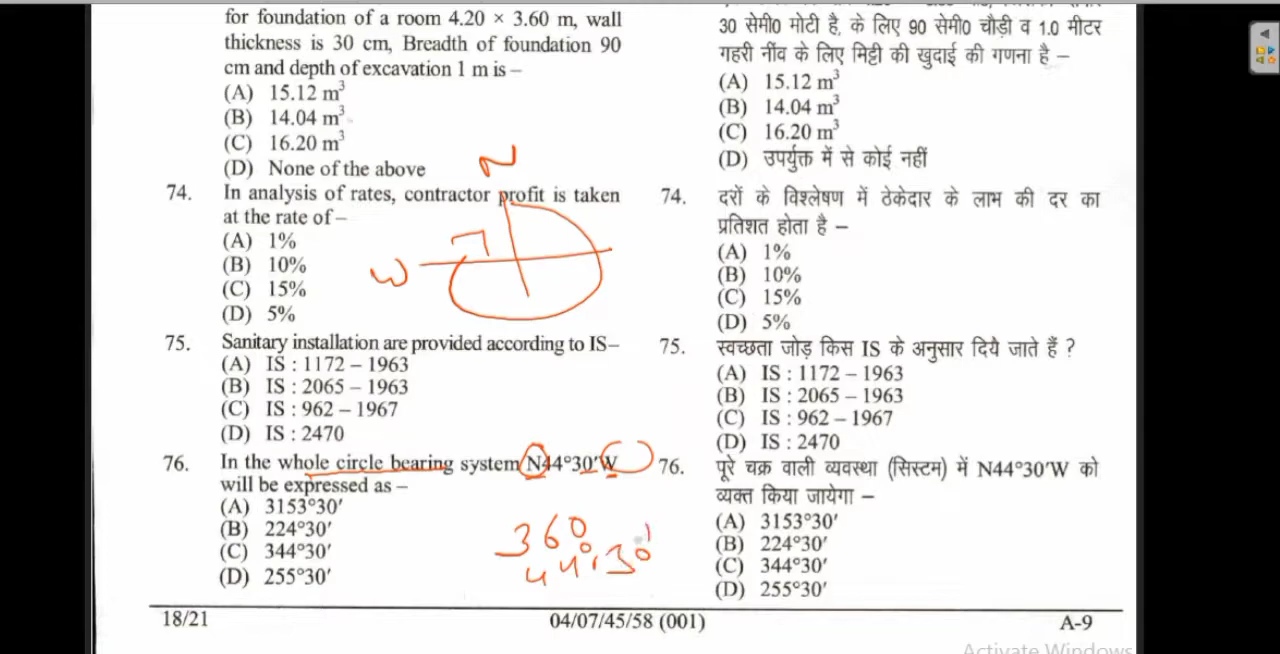 for foundation of a room 4.20 × 3.60 m, wall
thickness is 30 cm, Breadth of foundation 90
cm and depth of excavation 1 m is –
(A) 15.12 m³
(B) 14.04 m³
(C) 16.20 m³
(D) None of the above
74. In analysis of rates, contractor profit is taken
at the rate of –
(A) 1%
(B) 10%
(C) 15%
(D) 5%
75. Sanitary installation are provided according to IS–
(A) IS : 1172 – 1963
(B) IS : 2065 – 1963
(C) IS : 962 – 1967
(D) IS : 2470
76. In the whole circle bearing system N44°30′W
will be expressed as –
(A) 3153°30′
(B) 224°30′
(C) 344°30′
(D) 255°30′
N
W
360
44°30'
30 सेमी0 मोटी है, के लिए 90 सेमी0 चौड़ी व 1.0 मीटर
गहरी नींव के लिए मिट्टी की खुदाई की गणना है –
(A) 15.12 m³
(B) 14.04 m³
(C) 16.20 m³
(D) उपर्युक्त में से कोई नहीं
74. दरों के विश्लेषण में ठेकेदार के लाभ की दर का
प्रतिशत होता है –
(A) 1%
(B) 10%
(C) 15%
(D) 5%
75. स्वच्छता जोड़ किस IS के अनुसार दिये जाते हैं ?
(A) IS : 1172 – 1963
(B) IS : 2065 – 1963
(C) IS : 962 – 1967
(D) IS : 2470
76. पूरे चक्र वाली व्यवस्था (सिस्टम) में N44°30′W को
व्यक्त किया जायेगा –
(A) 3153°30′
(B) 224°30′
(C) 344°30′
(D) 255°30′
18/21 04/07/45/58 (001) A-9
Activate Windows